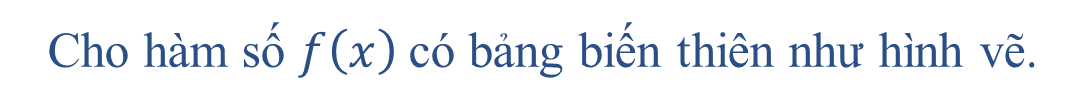 Cho hàm số f(x) có bảng biến thiên như hình vẽ.